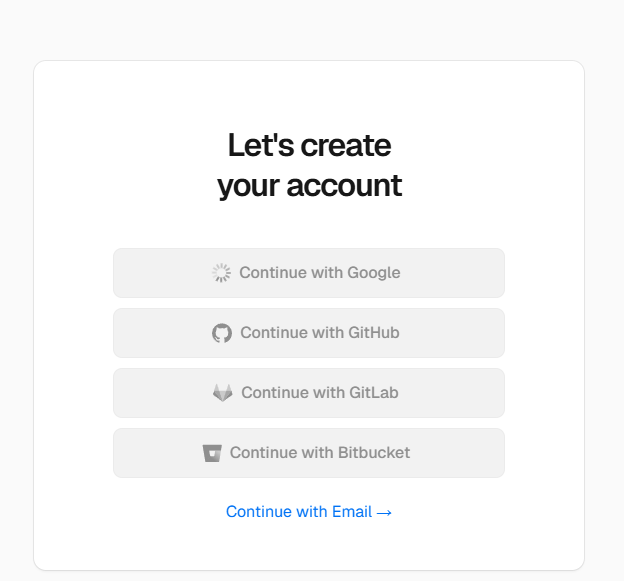 Let's create
your account
Continue with Google
Continue with GitHub
Continue with GitLab
Continue with Bitbucket
Continue with Email →